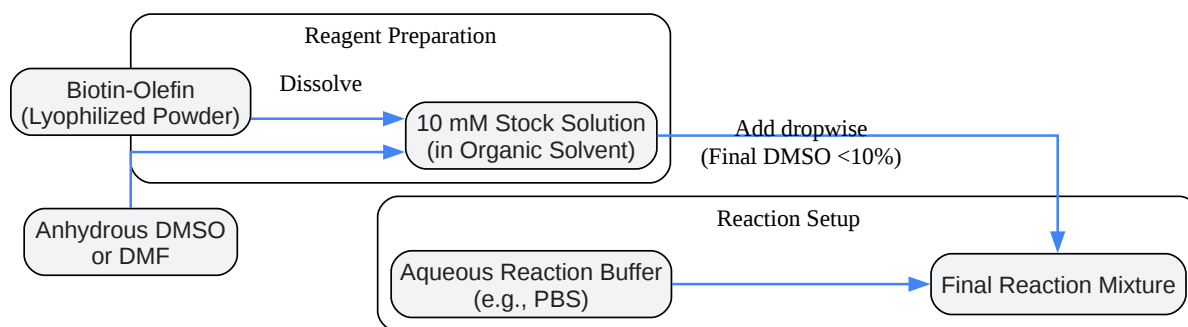 Reagent Preparation
Biotin-Olefin
(Lyophilized Powder)
Dissolve
10 mM Stock Solution
(in Organic Solvent)
Add dropwise
(Final DMSO <10%)
Anhydrous DMSO
or DMF
Reaction Setup
Aqueous Reaction Buffer
(e.g., PBS)
Final Reaction Mixture